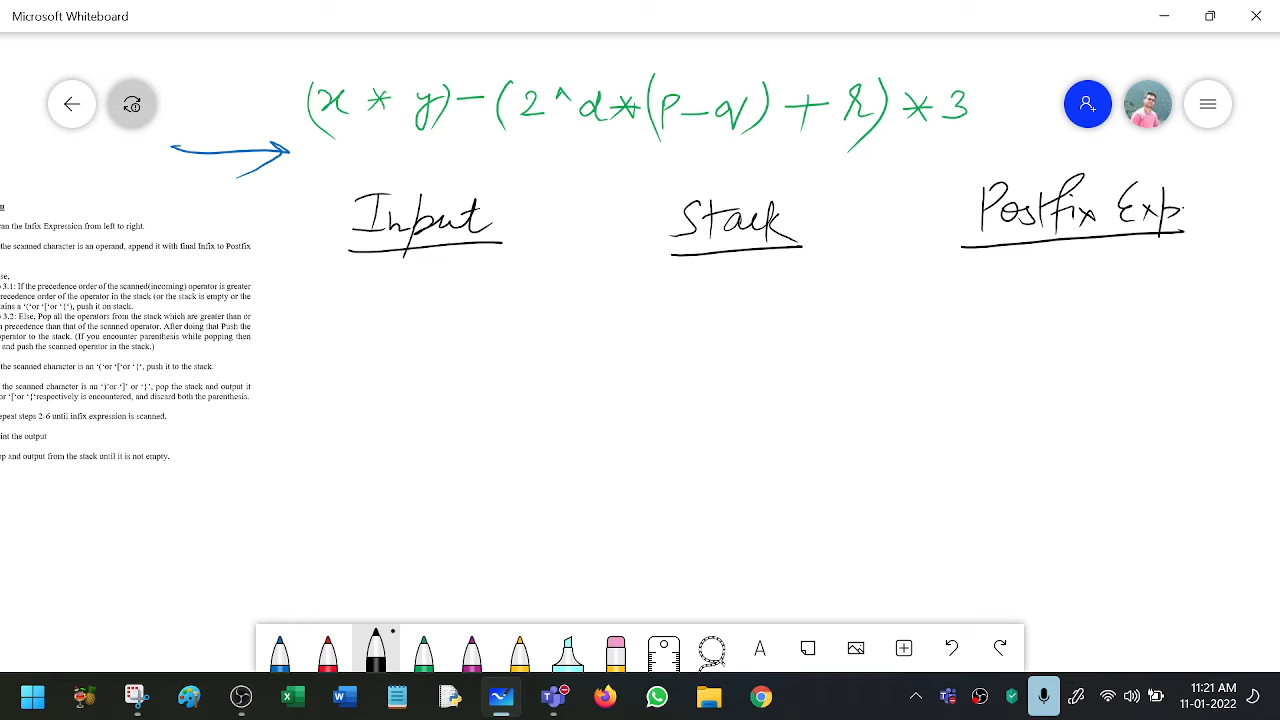 Microsoft Whiteboard
(x * y) - (2^d*(p-q) + r) * 3
Input Stack Postfix Exp.
can the Infix Expression from left to right.
the scanned character is an operand, append it with final Infix to Postfix
se,
3.1: If the precedence order of the scanned(incoming) operator is greater
recedence order of the operator in the stack (or the stack is empty or the
tains a ‘(‘or ‘[‘or ‘{‘), push it on stack.
3.2: Else, Pop all the operators from the stack which are greater than or
n precedence than that of the scanned operator. After doing that Push the
perator to the stack. (If you encounter parenthesis while popping then
and push the scanned operator in the stack.)
the scanned character is an ‘(‘or ‘[‘or ‘{‘, push it to the stack.
f the scanned character is an ‘)’or ‘]’ or ‘}’, pop the stack and output it
or ‘[‘or ‘{‘respectively is encountered, and discard both the parenthesis.
epeat steps 2-6 until infix expression is scanned.
rint the output
op and output from the stack until it is not empty.
A
11:21 AM
11-01-2022